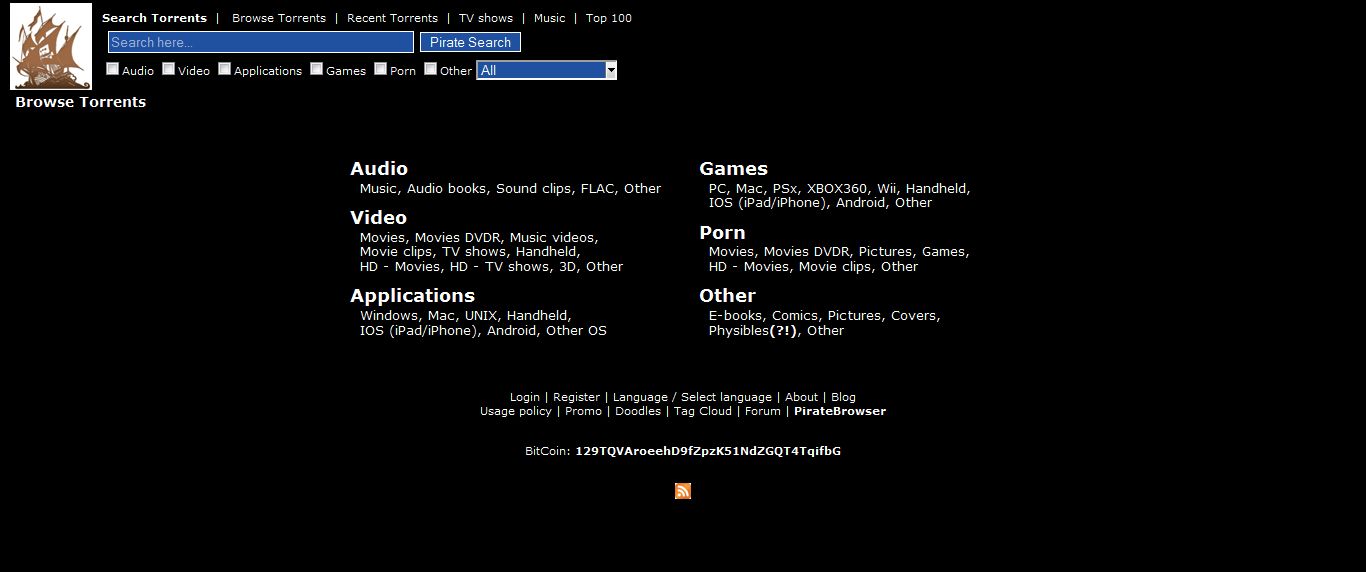 Search Torrents | Browse Torrents | Recent Torrents | TV shows | Music | Top 100
Search here... Pirate Search
Audio Video Applications Games Porn Other All
Browse Torrents
Audio
Music, Audio books, Sound clips, FLAC, Other
Video
Movies, Movies DVDR, Music videos,
Movie clips, TV shows, Handheld,
HD - Movies, HD - TV shows, 3D, Other
Applications
Windows, Mac, UNIX, Handheld,
IOS (iPad/iPhone), Android, Other OS
Games
PC, Mac, PSx, XBOX360, Wii, Handheld,
IOS (iPad/iPhone), Android, Other
Porn
Movies, Movies DVDR, Pictures, Games,
HD - Movies, Movie clips, Other
Other
E-books, Comics, Pictures, Covers,
Physibles(?!), Other
Login | Register | Language / Select language | About | Blog
Usage policy | Promo | Doodles | Tag Cloud | Forum | PirateBrowser
BitCoin: 129TQVAroeehD9fZpzK51NdZGQT4TqifbG